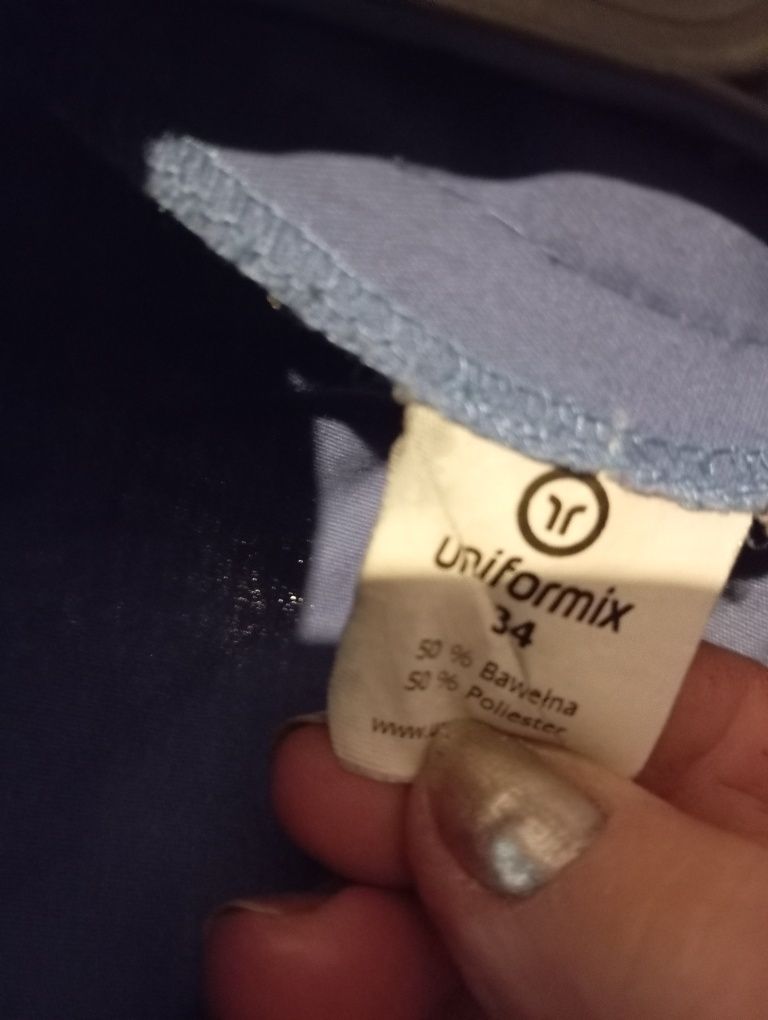 uniformix
34
50 % Bawełna
50 % Poliester
www.